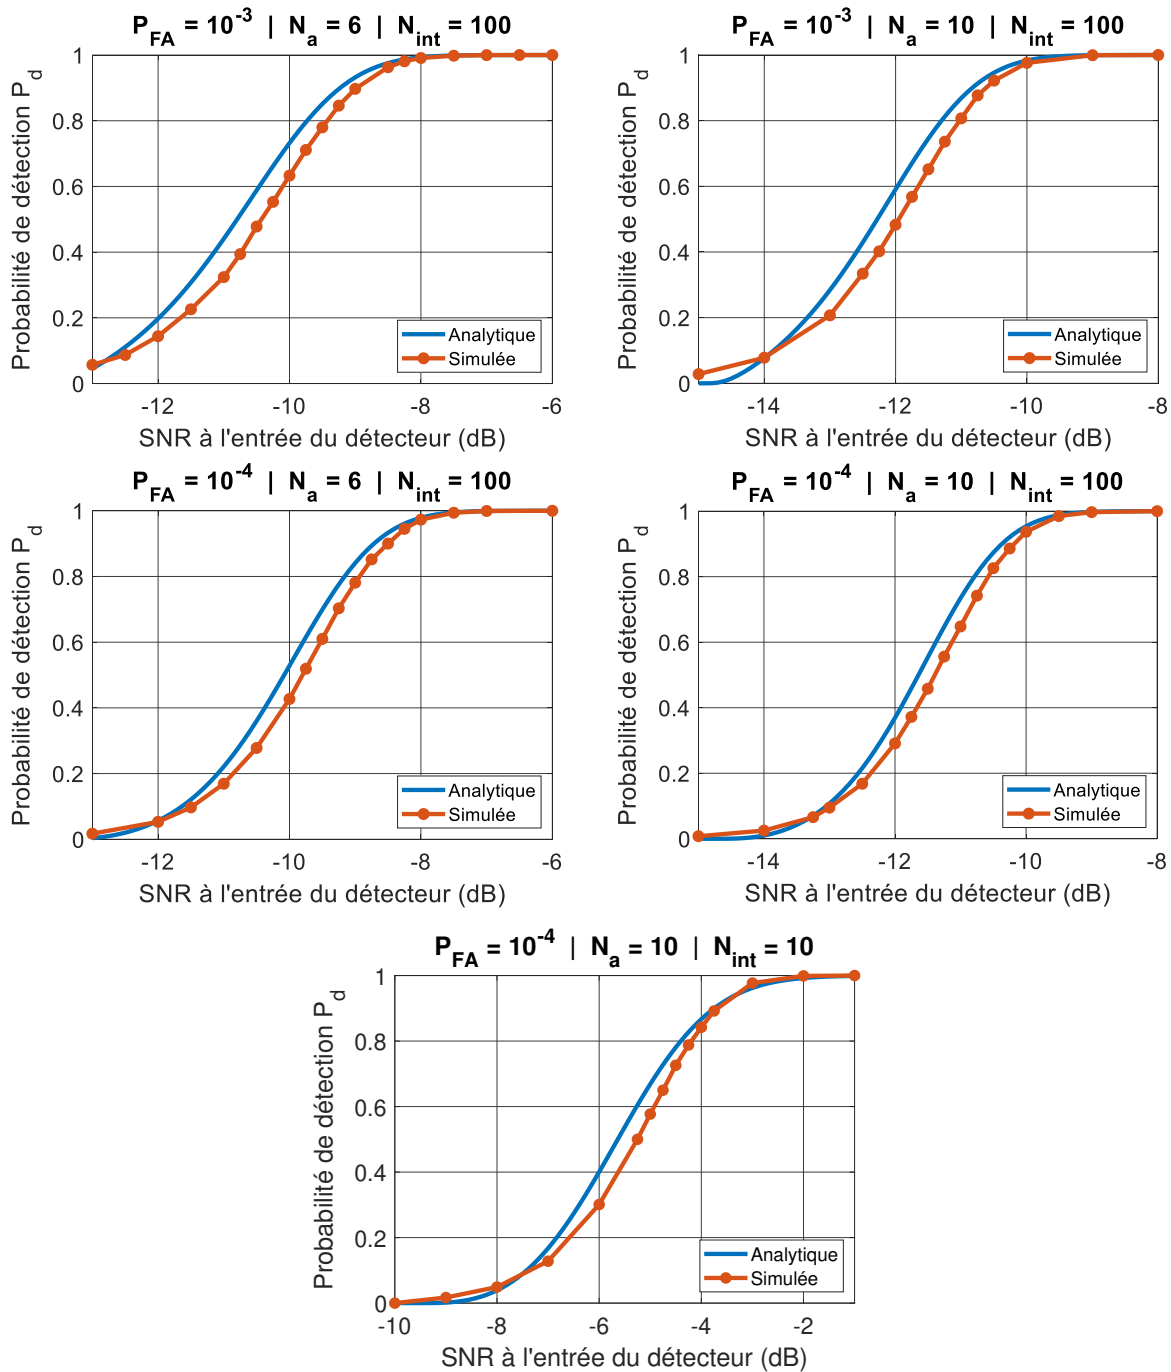 P_FA = 10^-3 | N_a = 6 | N_int = 100
Probabilité de détection P_d
1
0.8
0.6
0.4
0.2
0
-12 -10 -8 -6
SNR à l'entrée du détecteur (dB)
Analytique
Simulée
P_FA = 10^-3 | N_a = 10 | N_int = 100
Probabilité de détection P_d
1
0.8
0.6
0.4
0.2
0
-14 -12 -10 -8
SNR à l'entrée du détecteur (dB)
Analytique
Simulée
P_FA = 10^-4 | N_a = 6 | N_int = 100
Probabilité de détection P_d
1
0.8
0.6
0.4
0.2
0
-12 -10 -8 -6
SNR à l'entrée du détecteur (dB)
Analytique
Simulée
P_FA = 10^-4 | N_a = 10 | N_int = 100
Probabilité de détection P_d
1
0.8
0.6
0.4
0.2
0
-14 -12 -10 -8
SNR à l'entrée du détecteur (dB)
Analytique
Simulée
P_FA = 10^-4 | N_a = 10 | N_int = 10
Probabilité de détection P_d
1
0.8
0.6
0.4
0.2
0
-10 -8 -6 -4 -2
SNR à l'entrée du détecteur (dB)
Analytique
Simulée